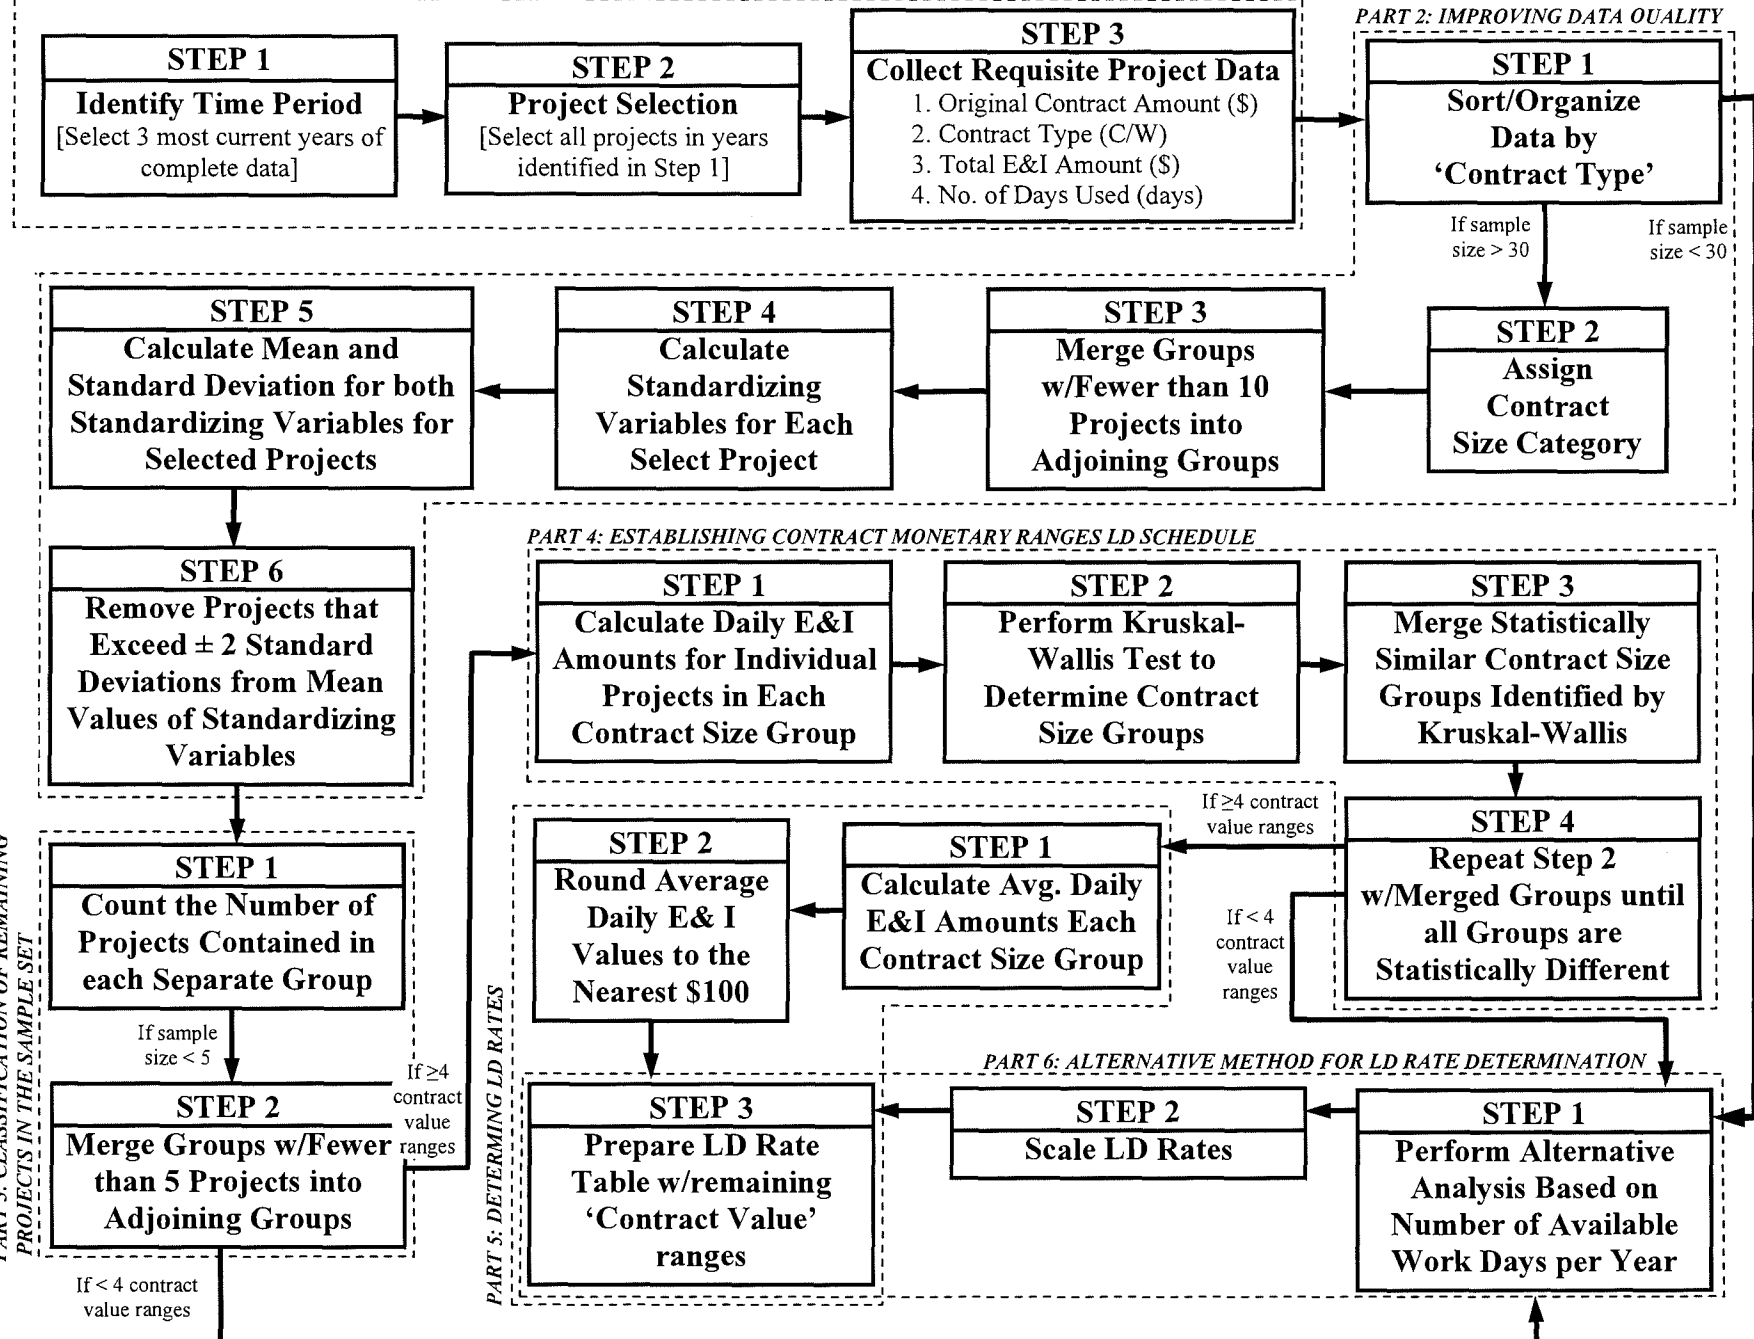 STEP 1
Identify Time Period
[Select 3 most current years of
complete data]
STEP 2
Project Selection
[Select all projects in years
identified in Step 1]
STEP 3
Collect Requisite Project Data
1. Original Contract Amount ($)
2. Contract Type (C/W)
3. Total E&I Amount ($)
4. No. of Days Used (days)
PART 2: IMPROVING DATA QUALITY
STEP 1
Sort/Organize
Data by
‘Contract Type’
If sample
size > 30
If sample
size < 30
STEP 2
Assign
Contract
Size Category
STEP 3
Merge Groups
w/Fewer than 10
Projects into
Adjoining Groups
STEP 4
Calculate
Standardizing
Variables for Each
Select Project
STEP 5
Calculate Mean and
Standard Deviation for both
Standardizing Variables for
Selected Projects
STEP 6
Remove Projects that
Exceed ± 2 Standard
Deviations from Mean
Values of Standardizing
Variables
PROJECTS IN THE SAMPLE SET
STEP 1
Count the Number of
Projects Contained in
each Separate Group
If sample
size < 5
STEP 2
Merge Groups w/Fewer
than 5 Projects into
Adjoining Groups
If ≥4
contract
value
ranges
If < 4 contract
value ranges
PART 4: ESTABLISHING CONTRACT MONETARY RANGES LD SCHEDULE
STEP 1
Calculate Daily E&I
Amounts for Individual
Projects in Each
Contract Size Group
STEP 2
Perform Kruskal-
Wallis Test to
Determine Contract
Size Groups
STEP 3
Merge Statistically
Similar Contract Size
Groups Identified by
Kruskal-Wallis
STEP 4
Repeat Step 2
w/Merged Groups until
all Groups are
Statistically Different
If ≥4 contract
value ranges
If < 4
contract
value
ranges
PART 5: DETERMINING LD RATES
STEP 1
Calculate Avg. Daily
E&I Amounts Each
Contract Size Group
STEP 2
Round Average
Daily E& I
Values to the
Nearest $100
STEP 3
Prepare LD Rate
Table w/remaining
‘Contract Value’
ranges
PART 6: ALTERNATIVE METHOD FOR LD RATE DETERMINATION
STEP 1
Perform Alternative
Analysis Based on
Number of Available
Work Days per Year
STEP 2
Scale LD Rates